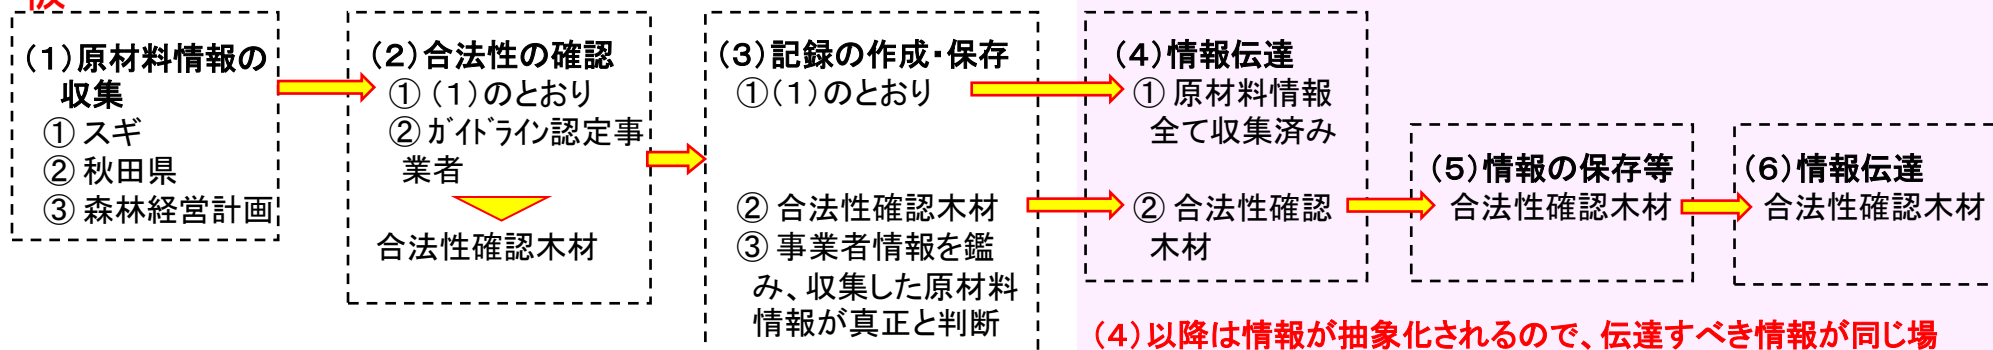 (1)原材料情報の
収集
① スギ
② 秋田県
③ 森林経営計画
(2)合法性の確認
① (1)のとおり
② ｶﾞｲﾄﾞﾗｲﾝ認定事
業者
合法性確認木材
(3)記録の作成・保存
①(1)のとおり
② 合法性確認木材
③ 事業者情報を鑑
み、収集した原材料
情報が真正と判断
(4)情報伝達
① 原材料情報
全て収集済み
② 合法性確認
木材
(5)情報の保存等
合法性確認木材
(6)情報伝達
合法性確認木材
(4)以降は情報が抽象化されるので、伝達すべき情報が同じ場